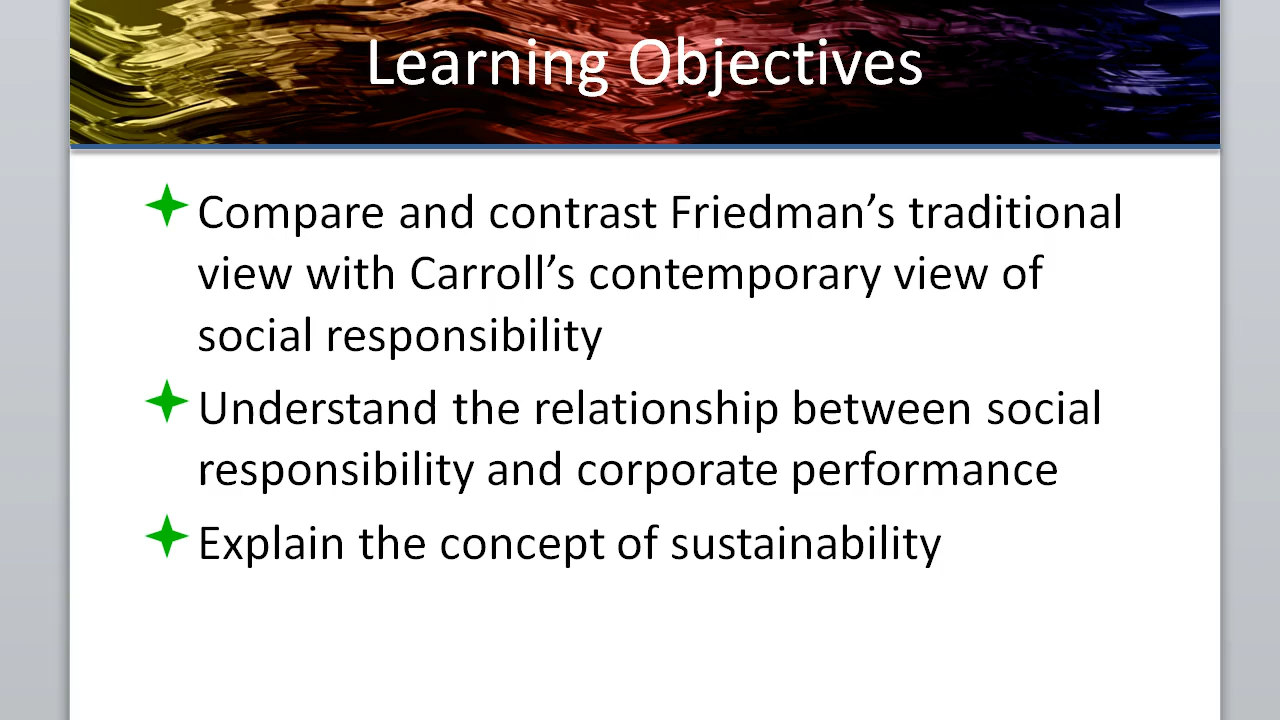 Learning Objectives
Compare and contrast Friedman’s traditional
view with Carroll’s contemporary view of
social responsibility
Understand the relationship between social
responsibility and corporate performance
Explain the concept of sustainability